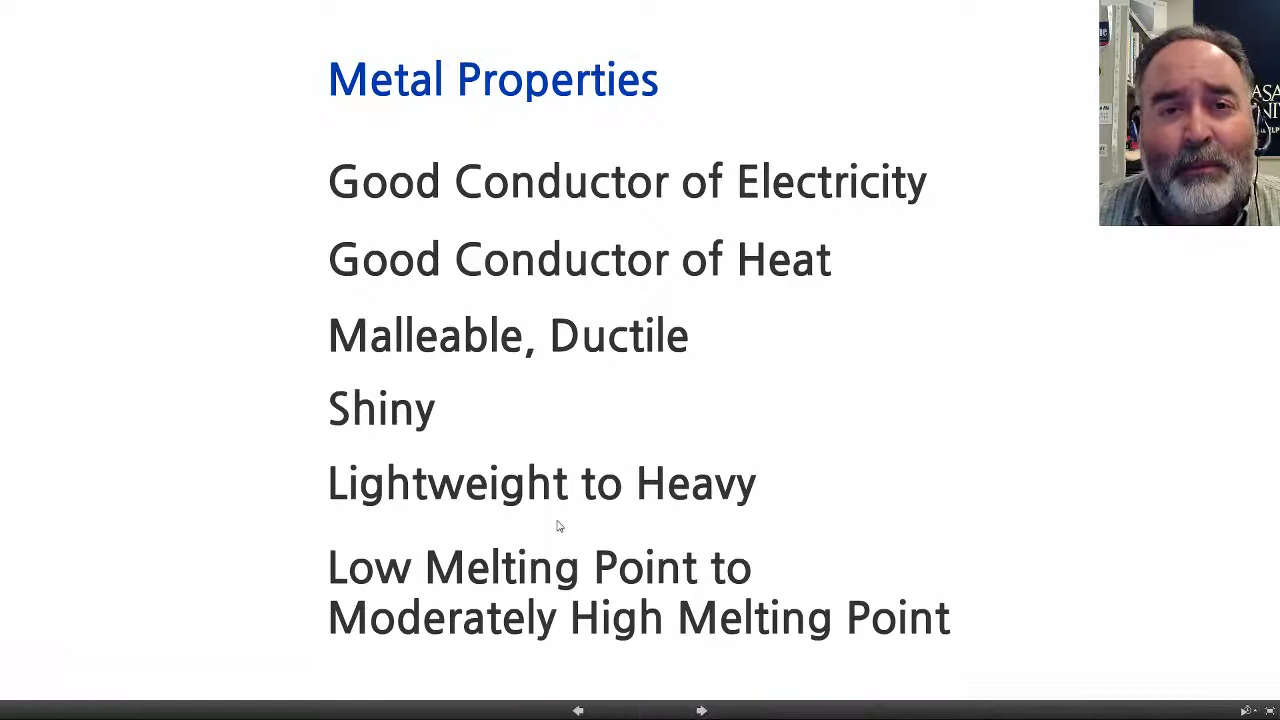 Metal Properties
Good Conductor of Electricity
Good Conductor of Heat
Malleable, Ductile
Shiny
Lightweight to Heavy
Low Melting Point to
Moderately High Melting Point